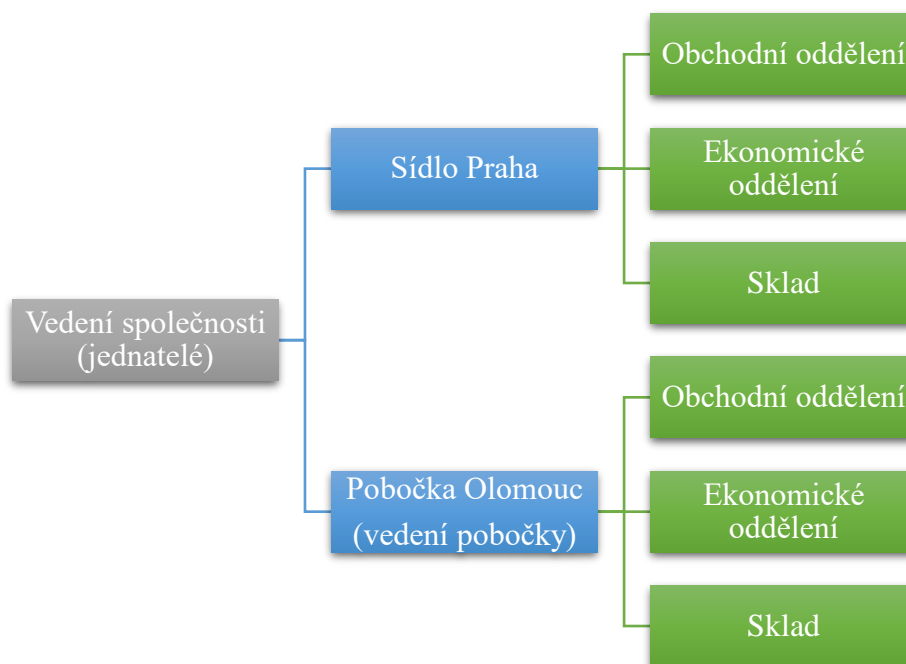 Vedení společnosti
(jednatelé)
Sídlo Praha
Obchodní oddělení
Ekonomické
oddělení
Sklad
Pobočka Olomouc
(vedení pobočky)
Obchodní oddělení
Ekonomické
oddělení
Sklad